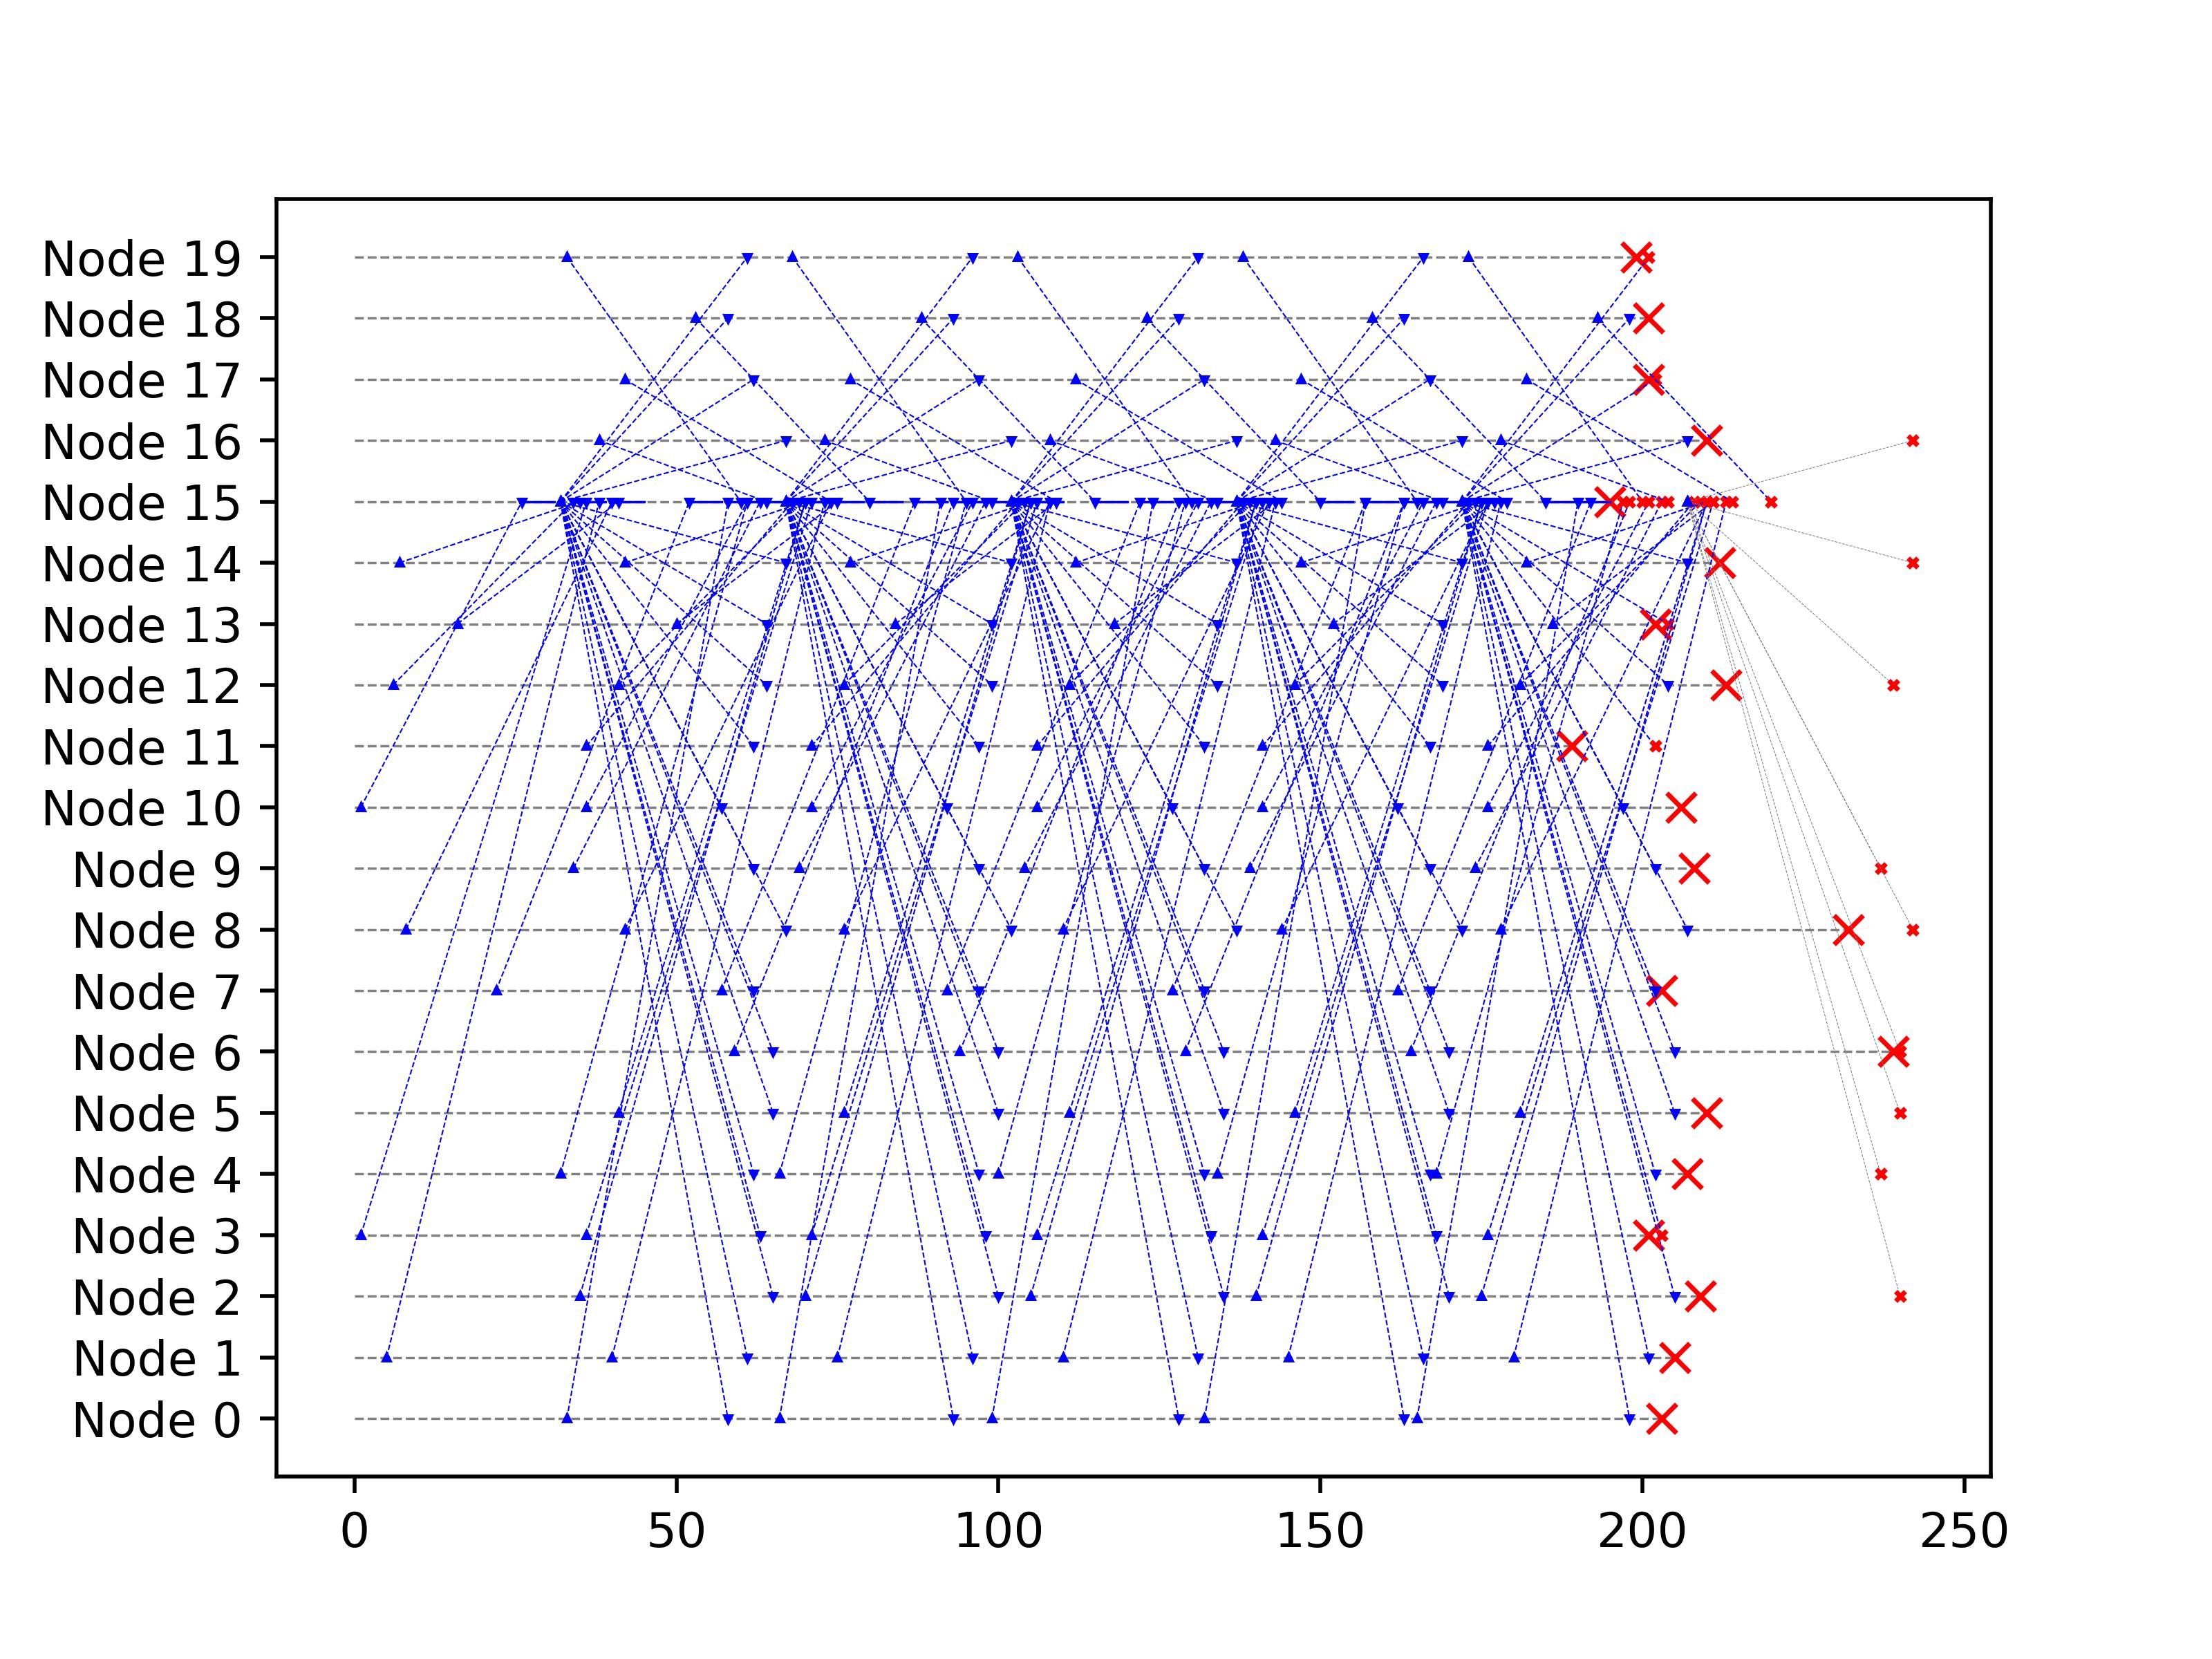 Node 19
Node 18
Node 17
Node 16
Node 15
Node 14
Node 13
Node 12
Node 11
Node 10
Node 9
Node 8
Node 7
Node 6
Node 5
Node 4
Node 3
Node 2
Node 1
Node 0
0 50 100 150 200 250